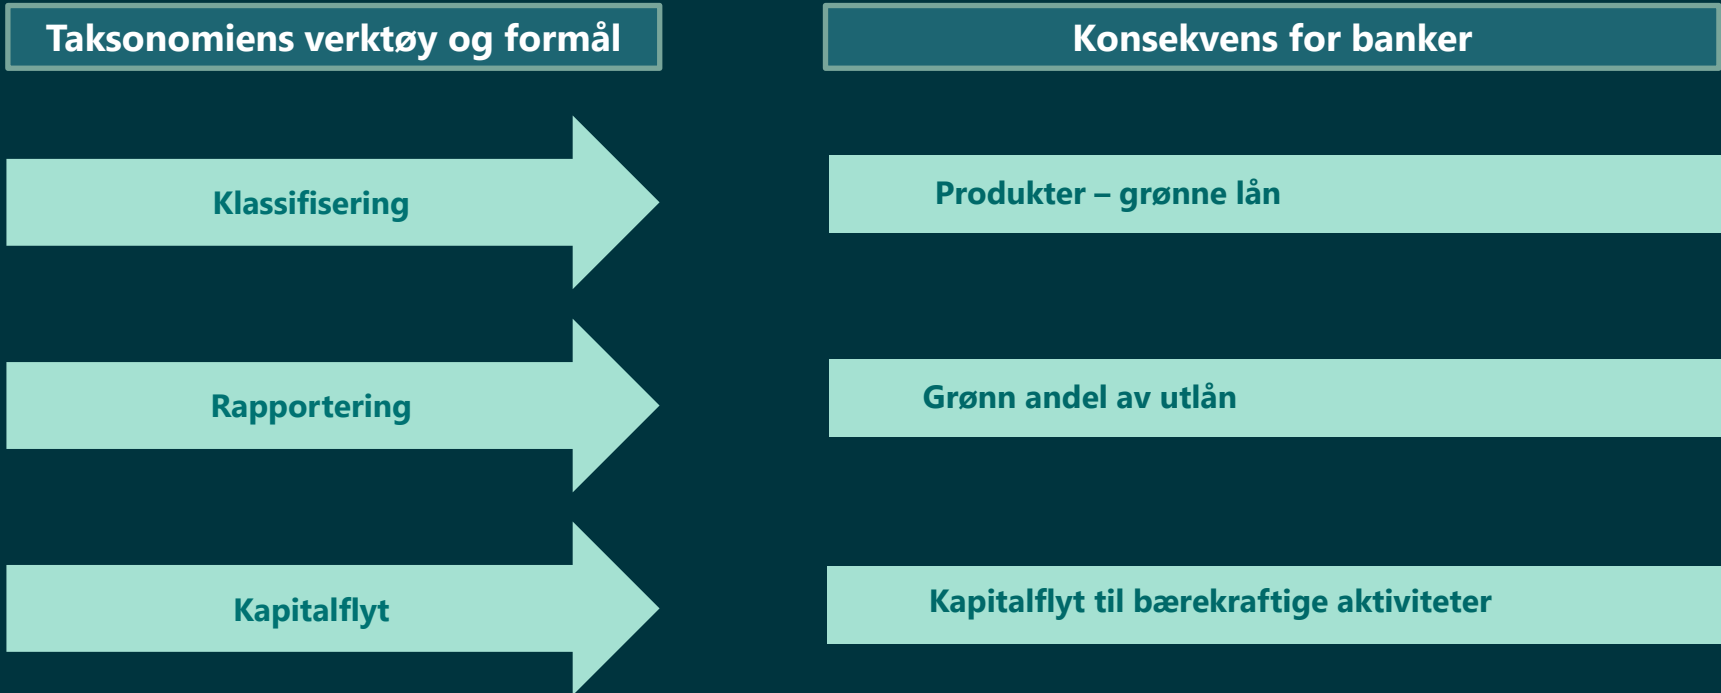 Taksonomiens verktøy og formål
Konsekvens for banker
Klassifisering
Produkter – grønne lån
Rapportering
Grønn andel av utlån
Kapitalflyt
Kapitalflyt til bærekraftige aktiviteter